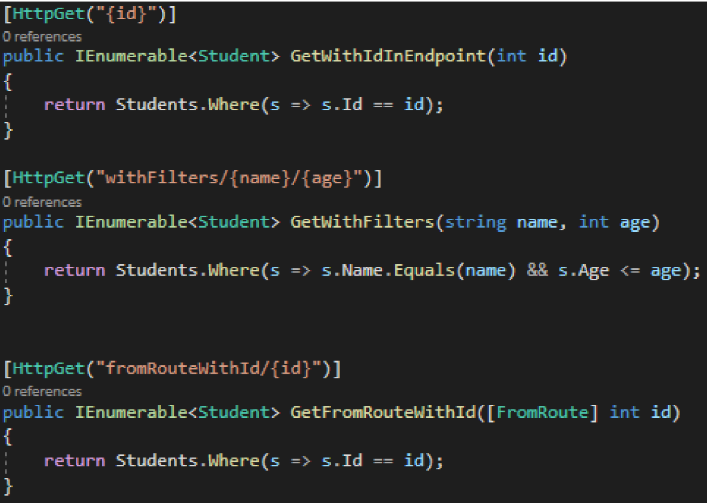 [HttpGet("{id}")]
0 references
public IEnumerable<Student> GetWithIdInEndpoint(int id)
{
    return Students.Where(s => s.Id == id);
}
[HttpGet("withFilters/{name}/{age}")]
0 references
public IEnumerable<Student> GetWithFilters(string name, int age)
{
    return Students.Where(s => s.Name.Equals(name) && s.Age <= age);
}
[HttpGet("fromRouteWithId/{id}")]
0 references
public IEnumerable<Student> GetFromRouteWithId([FromRoute] int id)
{
    return Students.Where(s => s.Id == id);
}